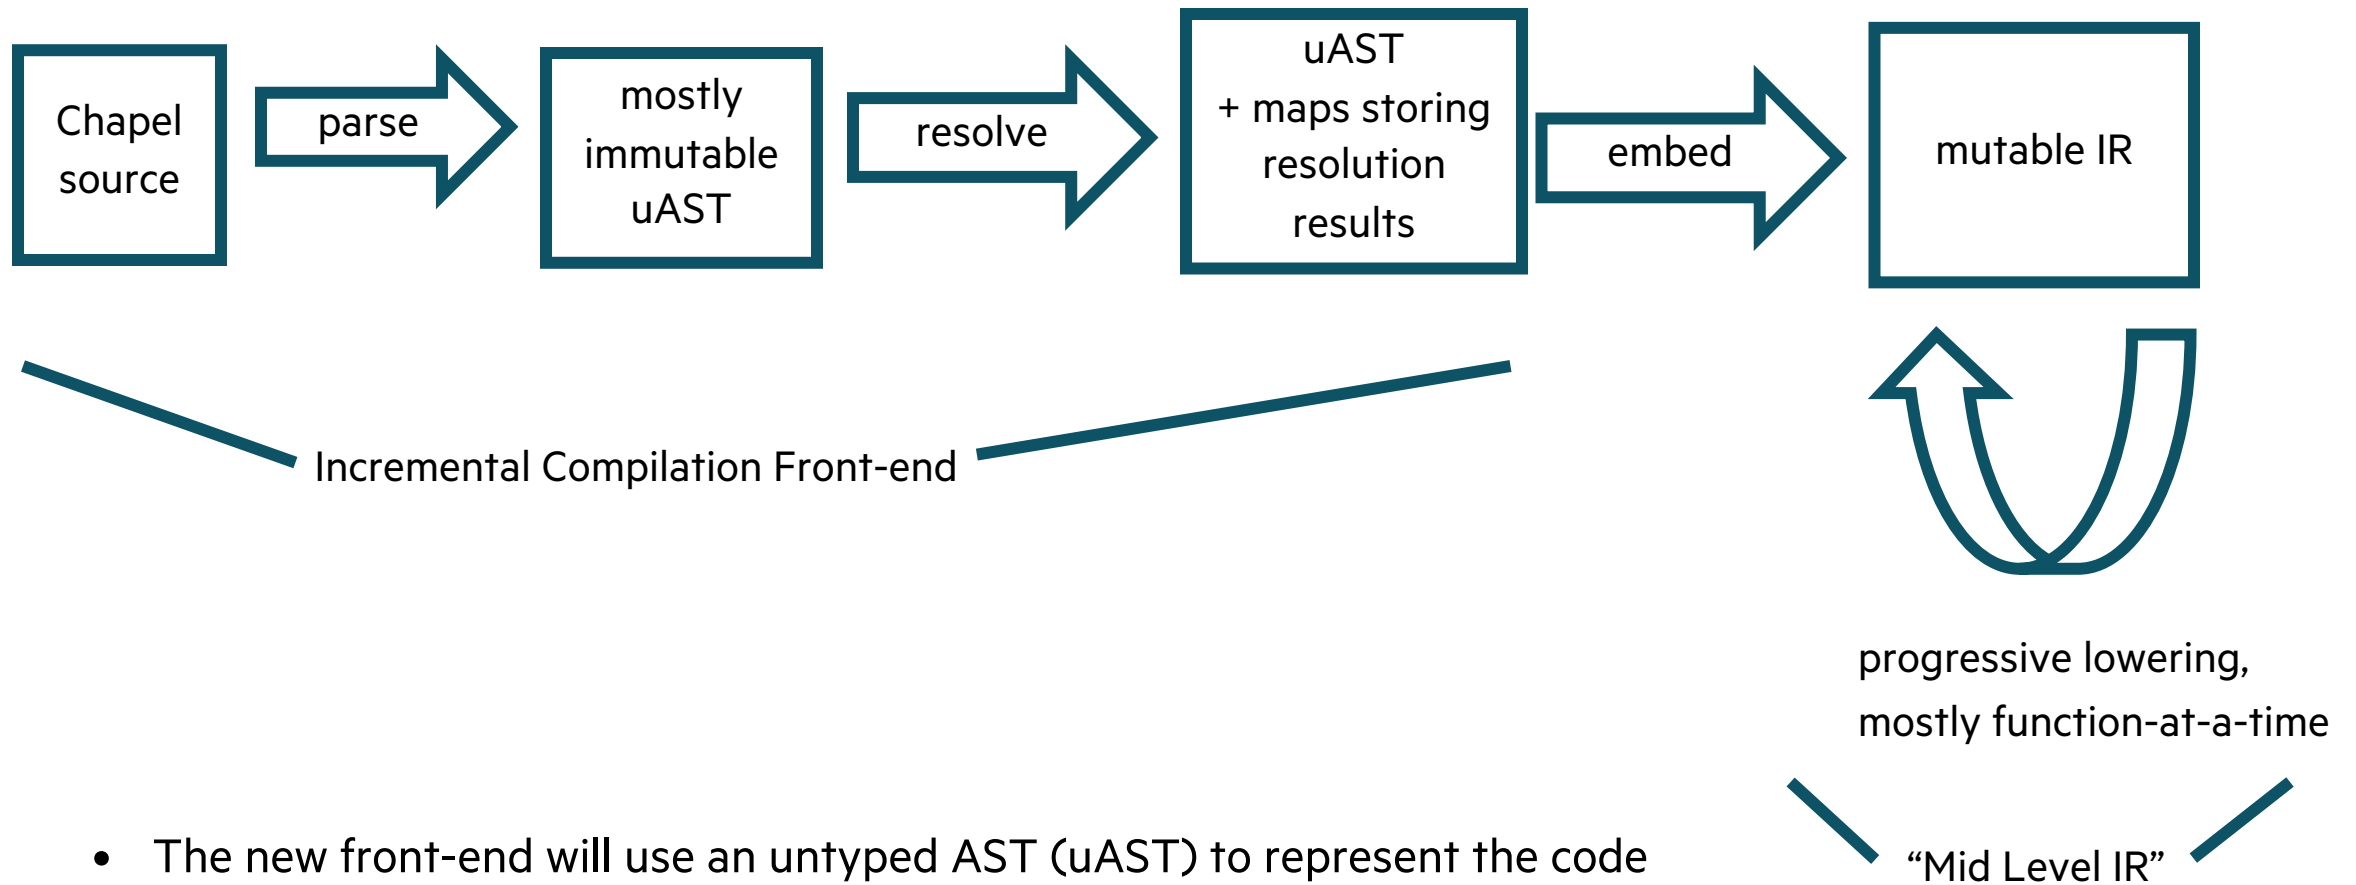 Chapel
source
parse
mostly
immutable
uAST
resolve
uAST
+ maps storing
resolution
results
embed
mutable IR
Incremental Compilation Front-end
progressive lowering,
mostly function-at-a-time
• The new front-end will use an untyped AST (uAST) to represent the code
“Mid Level IR”